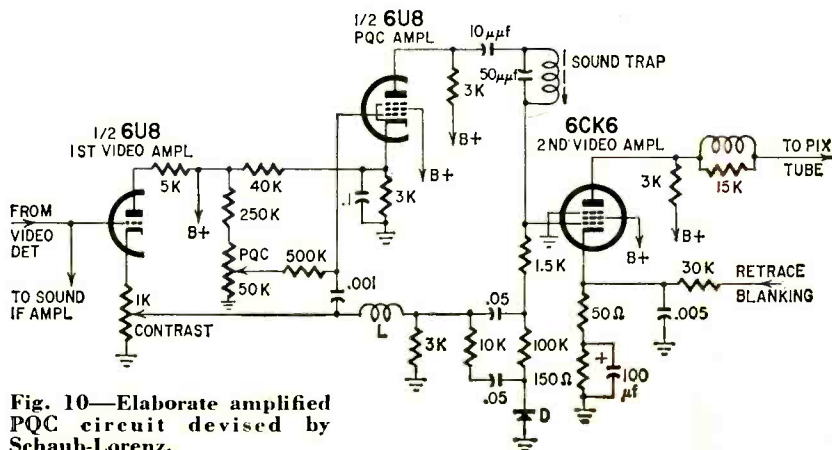 1/2 6U8
PQC AMPL
10µµf
50µµf
SOUND TRAP
3K
B+
1/2 6U8
1ST VIDEO AMPL
6CK6
2ND VIDEO AMPL
TO PIX
TUBE
5K
40K
B+
3K
15K
FROM
VIDEO
DET
B+
250K
.1
3K
B+
B+
PQC
500K
1.5K
30K
RETRACE
BLANKING
TO SOUND
IF AMPL
1K
50K
.001
50Ω
.005
CONTRAST
L
.05
3K
10K
100K
150Ω
+
100
µf
.05
D
Fig. 10—Elaborate amplified
PQC circuit devised by
Schaub-Lorenz.